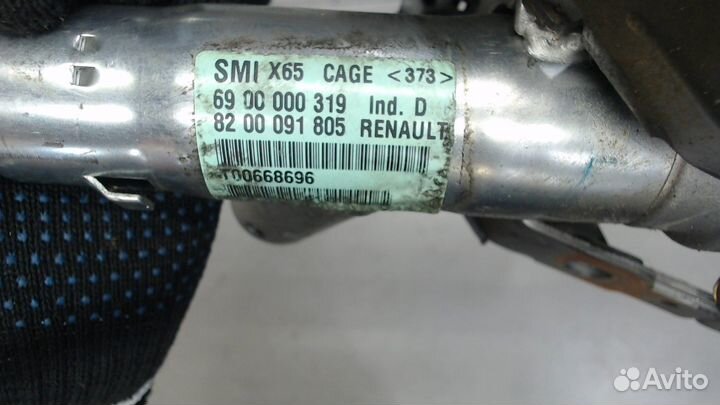 SMI X65 CAGE <373>
69 00 000 319 Ind. D
82 00 091 805 RENAULT
T00668696
Avito